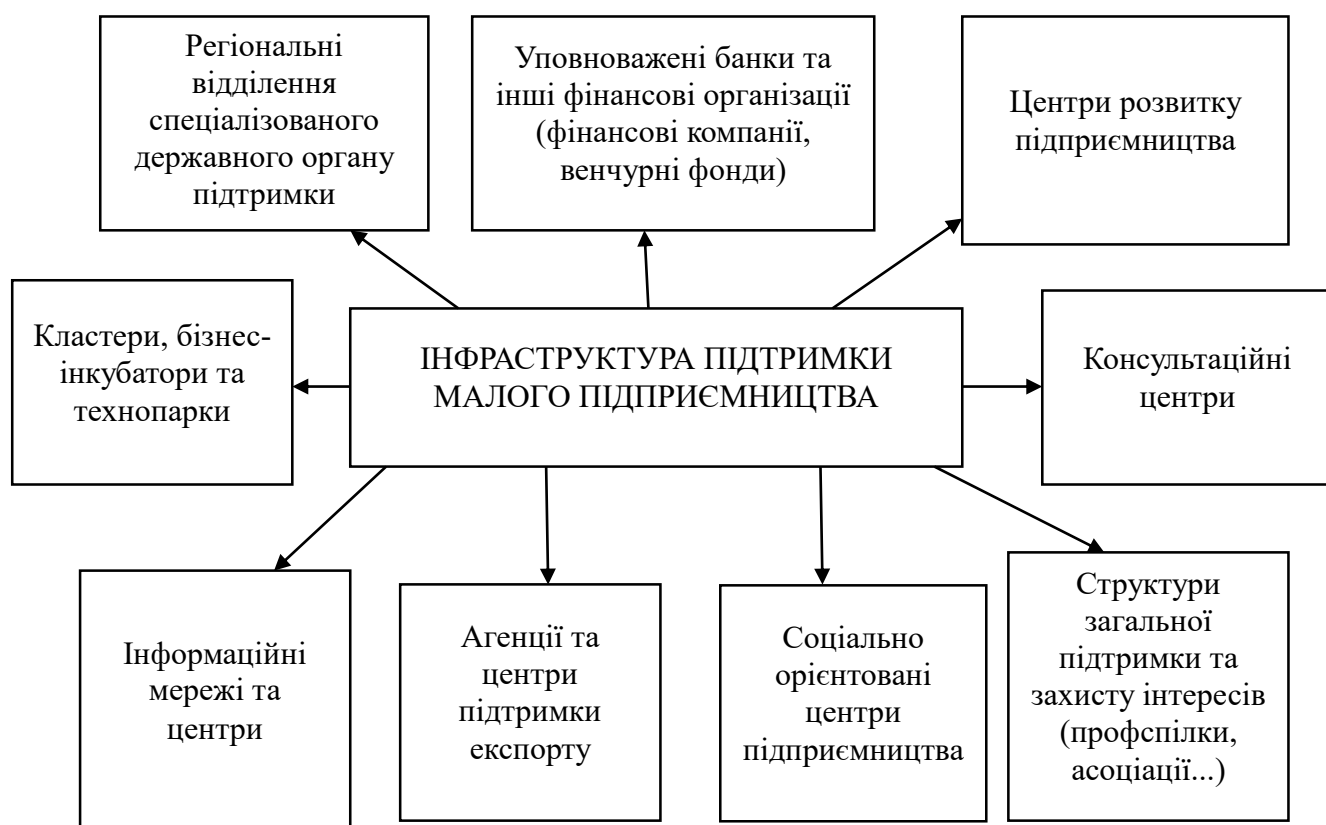 Регіональні
відділення
спеціалізованого
державного органу
підтримки
Уповноважені банки та
інші фінансові організації
(фінансові компанії,
венчурні фонди)
Центри розвитку
підприємництва
Кластери, бізнес-
інкубатори та
технопарки
ІНФРАСТРУКТУРА ПІДТРИМКИ
МАЛОГО ПІДПРИЄМНИЦТВА
Консультаційні
центри
Інформаційні
мережі та
центри
Агенції та
центри
підтримки
експорту
Соціально
орієнтовані
центри
підприємництва
Структури
загальної
підтримки та
захисту інтересів
(профспілки,
асоціації...)